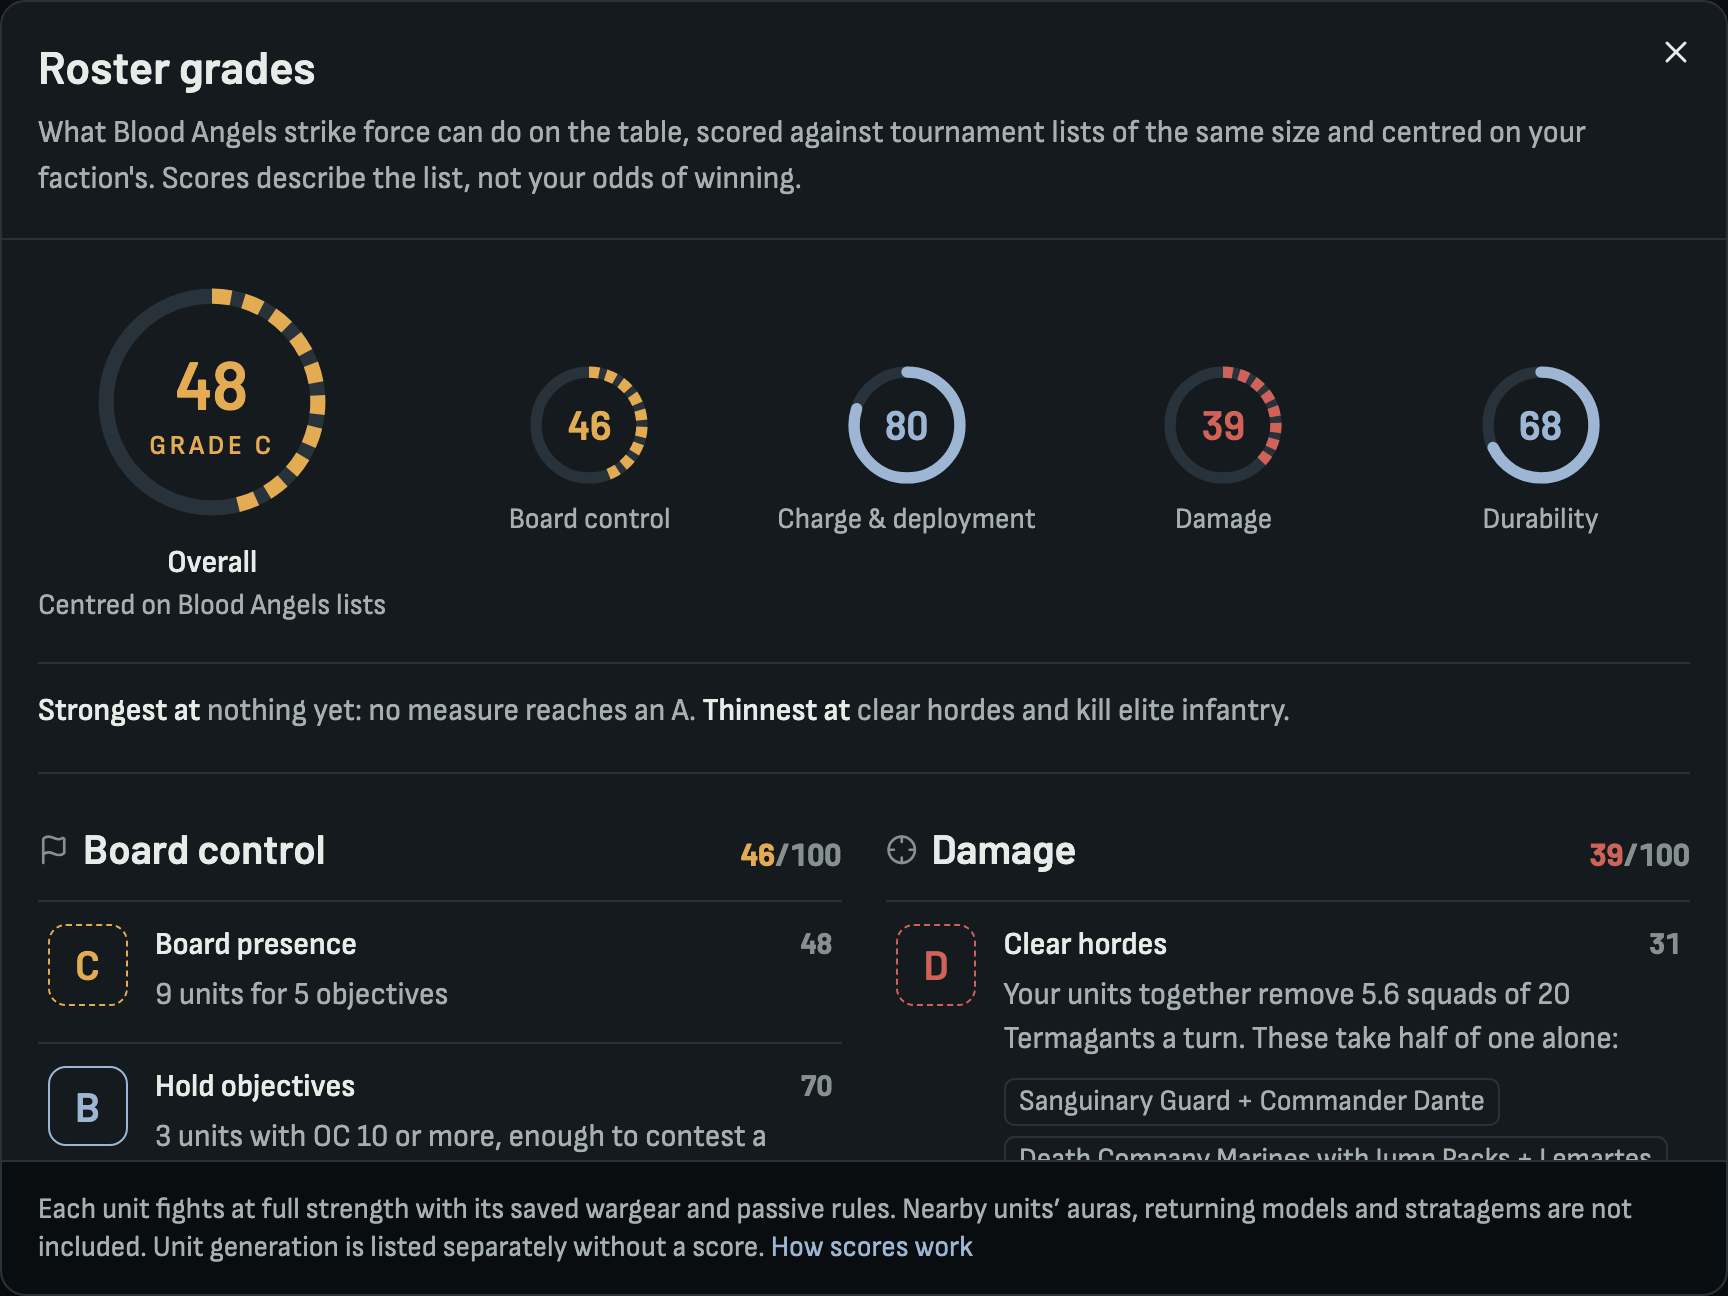 Roster grades
What Blood Angels strike force can do on the table, scored against tournament lists of the same size and centred on your
faction's. Scores describe the list, not your odds of winning.
48
GRADE C
Overall
Centred on Blood Angels lists
46
Board control
80
Charge & deployment
39
Damage
68
Durability
Strongest at nothing yet: no measure reaches an A. Thinnest at clear hordes and kill elite infantry.
Board control 46/100
C
Board presence 48
9 units for 5 objectives
B
Hold objectives 70
3 units with OC 10 or more, enough to contest a
Damage 39/100
D
Clear hordes 31
Your units together remove 5.6 squads of 20
Termagants a turn. These take half of one alone:
Sanguinary Guard + Commander Dante
Death Company Marines with Jump Packs + Lemartes
Each unit fights at full strength with its saved wargear and passive rules. Nearby units’ auras, returning models and stratagems are not
included. Unit generation is listed separately without a score. How scores work